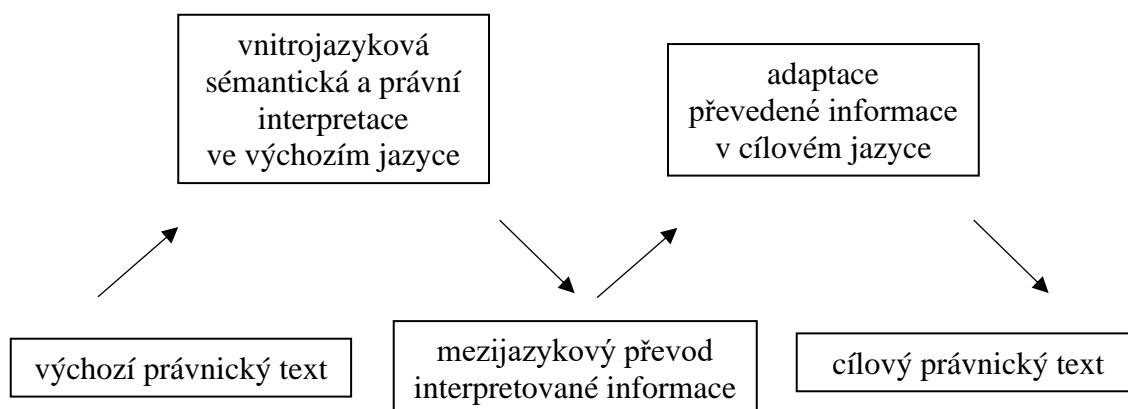 vnitrojazyková
sémantická a právní
interpretace
ve výchozím jazyce
adaptace
převedené informace
v cílovém jazyce
výchozí právnický text
mezijazykový převod
interpretované informace
cílový právnický text